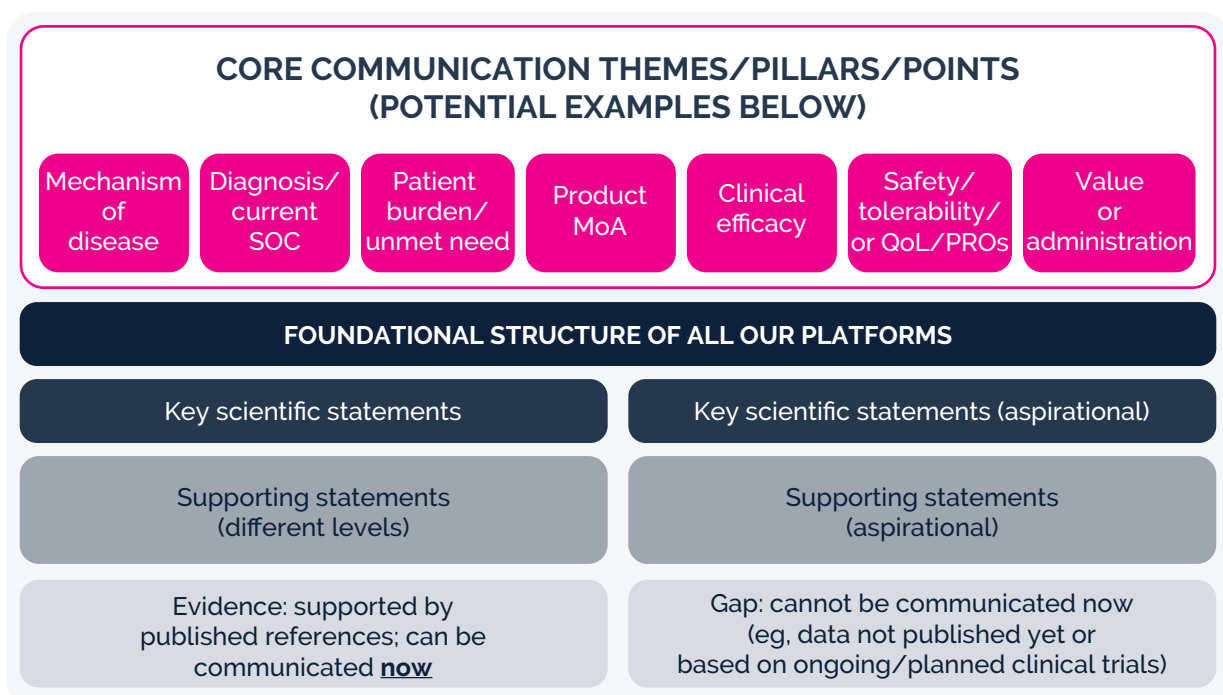 CORE COMMUNICATION THEMES/PILLARS/POINTS
(POTENTIAL EXAMPLES BELOW)
Mechanism
of
disease
Diagnosis/
current
SOC
Patient
burden/
unmet need
Product
MoA
Clinical
efficacy
Safety/
tolerability/
or QoL/PROs
Value
or
administration
FOUNDATIONAL STRUCTURE OF ALL OUR PLATFORMS
Key scientific statements
Key scientific statements (aspirational)
Supporting statements
(different levels)
Supporting statements
(aspirational)
Evidence: supported by
published references; can be
communicated now
Gap: cannot be communicated now
(eg, data not published yet or
based on ongoing/planned clinical trials)